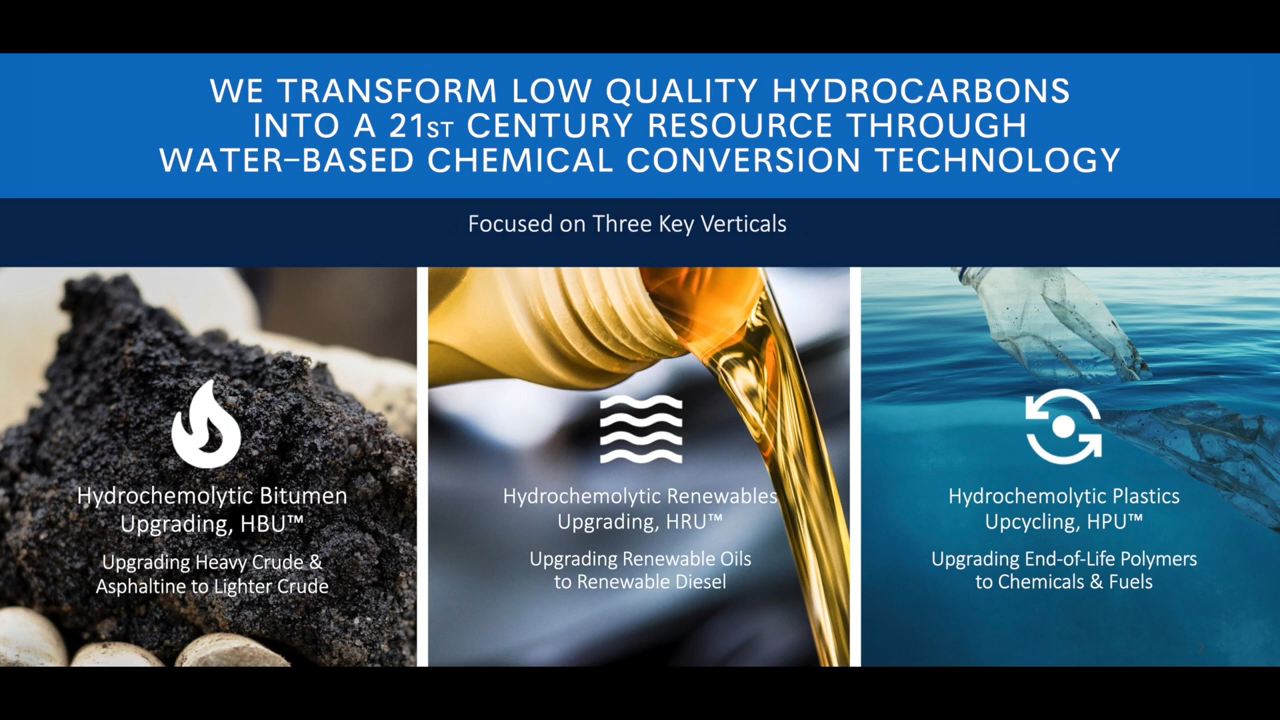 WE TRANSFORM LOW QUALITY HYDROCARBONS
INTO A 21ST CENTURY RESOURCE THROUGH
WATER–BASED CHEMICAL CONVERSION TECHNOLOGY
Focused on Three Key Verticals
Hydrochemolytic Bitumen
Upgrading, HBU™
Upgrading Heavy Crude &
Asphaltine to Lighter Crude
Hydrochemolytic Renewables
Upgrading, HRU™
Upgrading Renewable Oils
to Renewable Diesel
Hydrochemolytic Plastics
Upcycling, HPU™
Upgrading End-of-Life Polymers
to Chemicals & Fuels